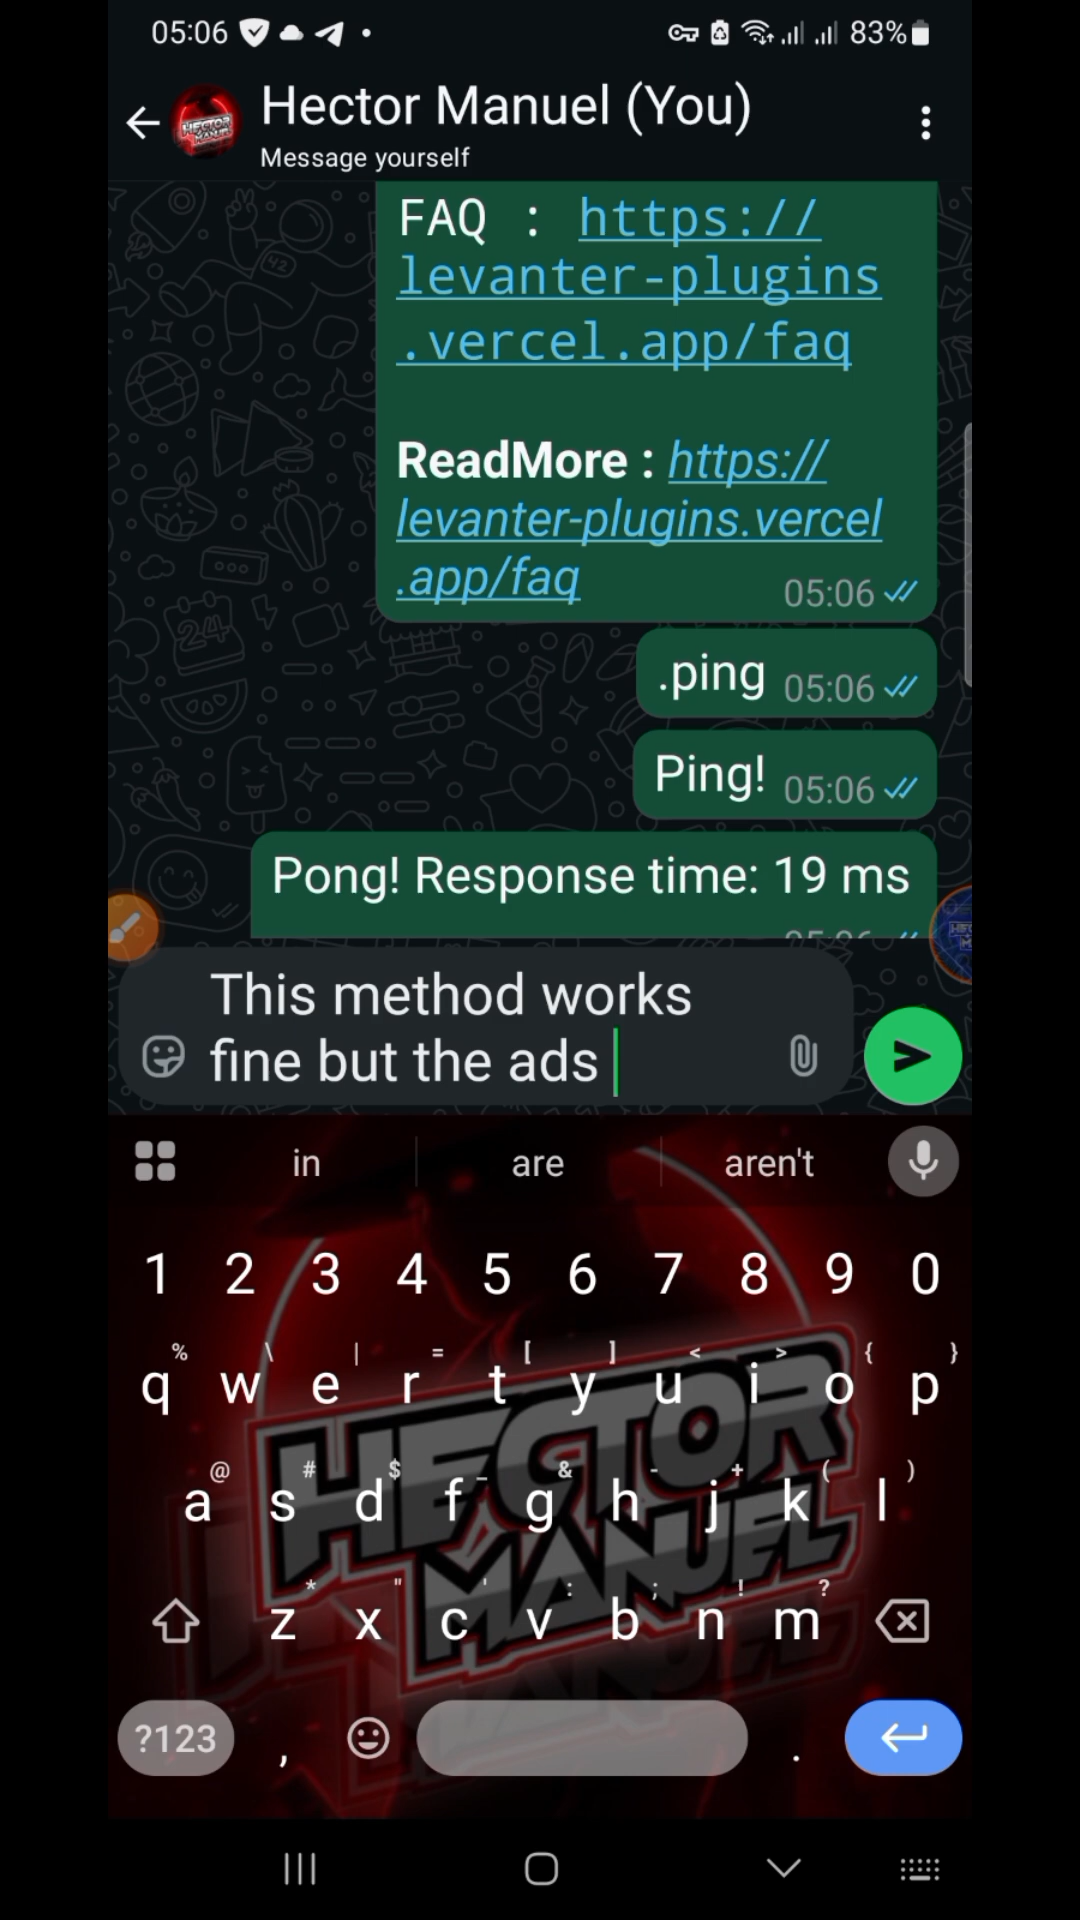 05:06
83%
Hector Manuel (You)
Message yourself
FAQ : https://
levanter-plugins
.vercel.app/faq
ReadMore : https://
levanter-plugins.vercel
.app/faq
05:06
.ping 05:06
Ping! 05:06
Pong! Response time: 19 ms
05:06
This method works
fine but the ads
in are aren't
1 2 3 4 5 6 7 8 9 0
% \ | = [ ] < > { }
q w e r t y u i o p
@ # $ _ & - + ( )
a s d f g h j k l
* " ' : ; ! ?
z x c v b n m
?123 , .
HECTOR
MANUEL